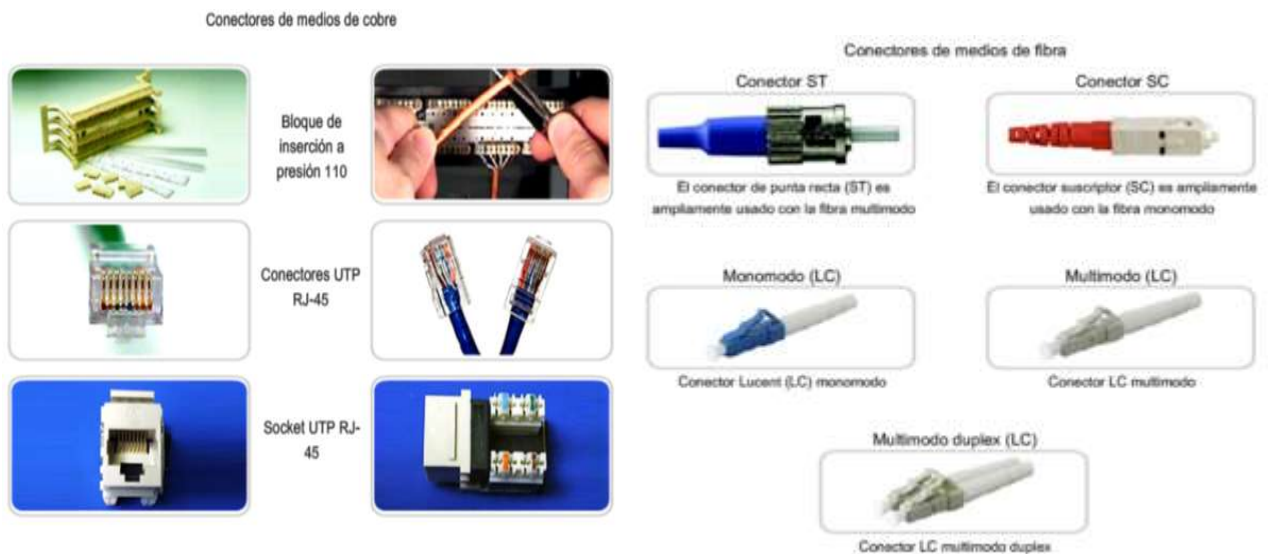 Conectores de medios de cobre
Bloque de
inserción a
presión 110
Conectores UTP
RJ-45
Socket UTP RJ-
45
Conectores de medios de fibra
Conector ST
El conector de punta recta (ST) es
ampliamente usado con la fibra multimodo
Conector SC
El conector suscriptor (SC) es ampliamente
usado con la fibra monomodo
Monomodo (LC)
Conector Lucent (LC) monomodo
Multimodo (LC)
Conector LC multimodo
Multimodo duplex (LC)
Conector LC multimodo duplex